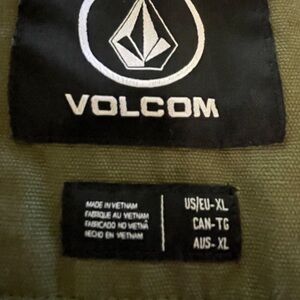 VOLCOM
MADE IN VIETNAM
FABRIQUE AU VIETNAM
FABRICADO NO VIETNÃ
HECHO EN VIETNAM
US/EU-XL
CAN-TG
AUS-XL